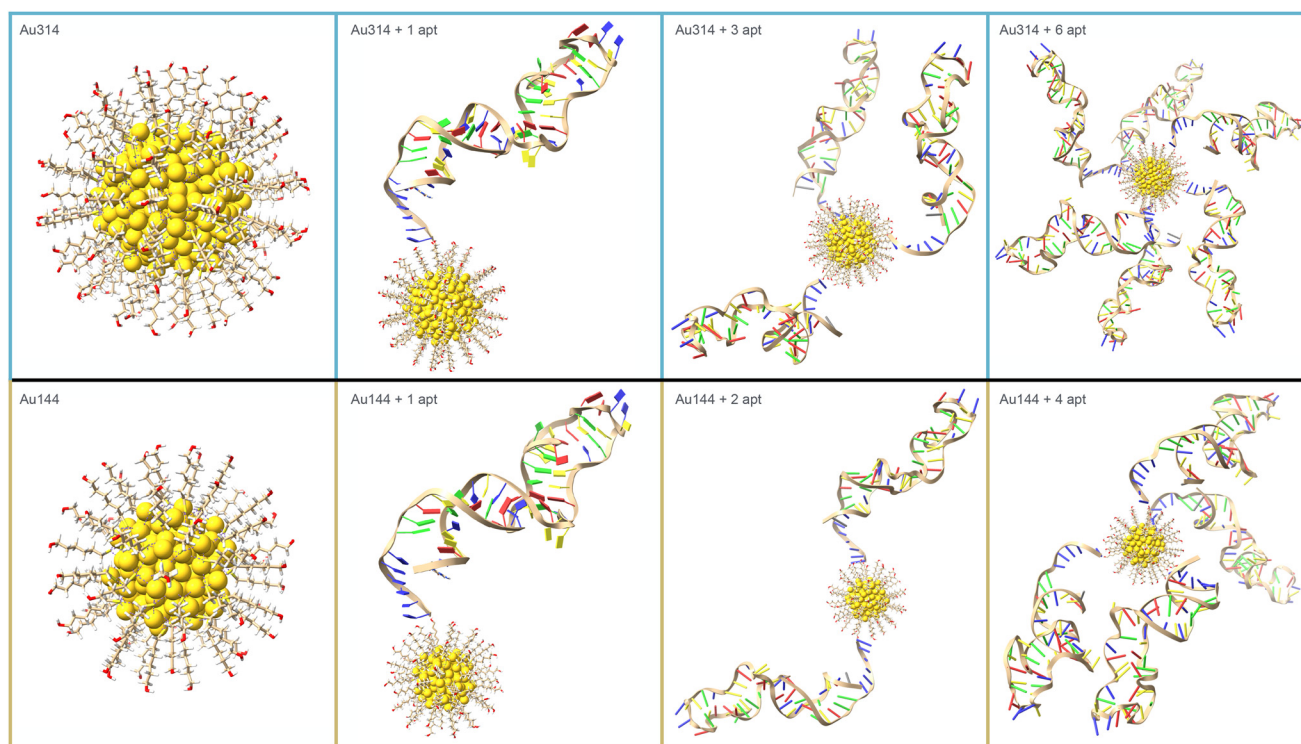 Au314
Au314 + 1 apt
Au314 + 3 apt
Au314 + 6 apt
Au144
Au144 + 1 apt
Au144 + 2 apt
Au144 + 4 apt